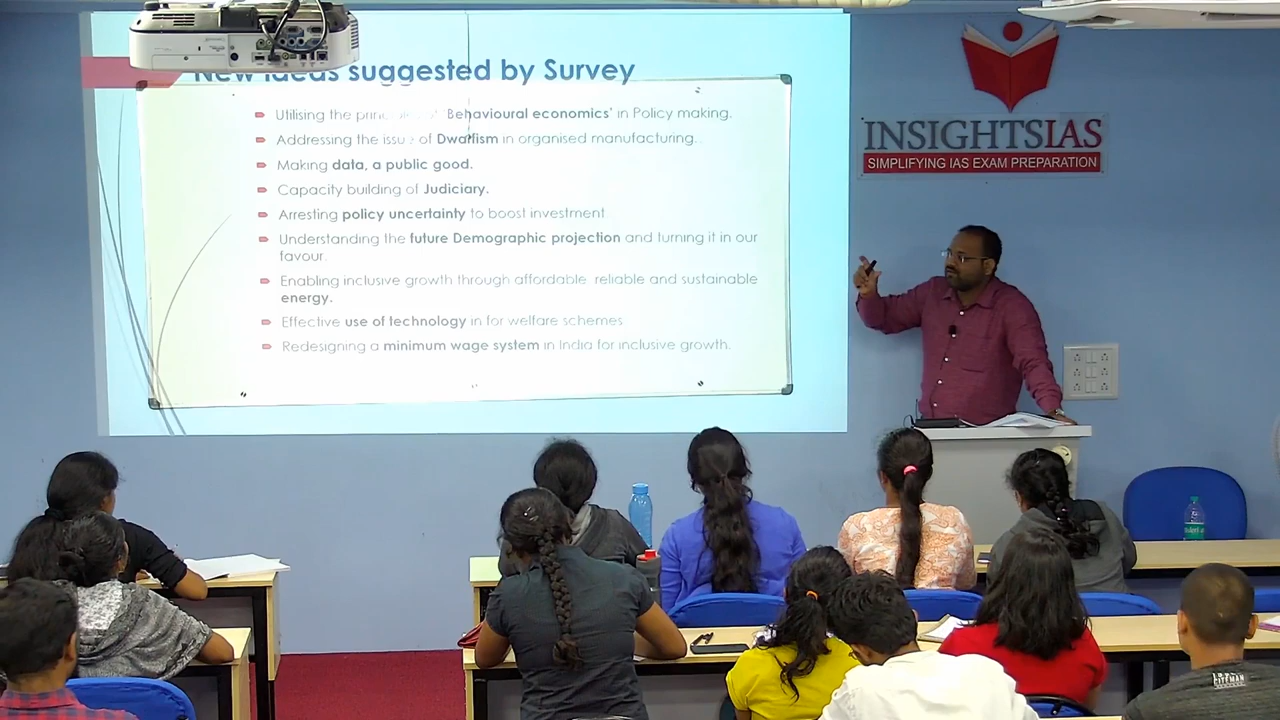 New Ideas suggested by Survey
Utilising the principles of 'Behavioural economics' in Policy making.
Addressing the issue of Dwarfism in organised manufacturing.
Making data, a public good.
Capacity building of Judiciary.
Arresting policy uncertainty to boost investment
Understanding the future Demographic projection and turning it in our
favour.
Enabling inclusive growth through affordable, reliable and sustainable
energy.
Effective use of technology in for welfare schemes
Redesigning a minimum wage system in India for inclusive growth.
INSIGHTSIAS
SIMPLIFYING IAS EXAM PREPARATION